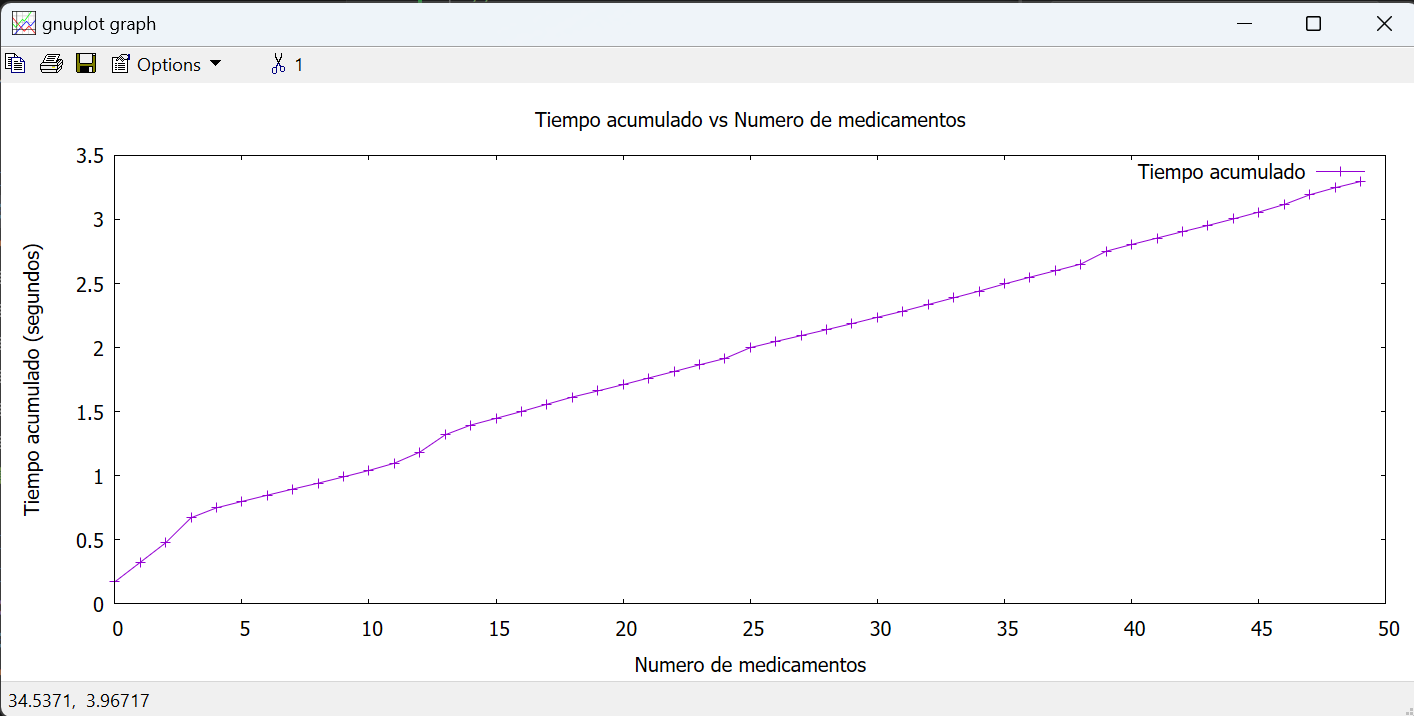 gnuplot graph
Options 1
Tiempo acumulado vs Numero de medicamentos
Tiempo acumulado
3.5
3
2.5
2
1.5
1
0.5
0
Tiempo acumulado (segundos)
0 5 10 15 20 25 30 35 40 45 50
Numero de medicamentos
34.5371, 3.96717